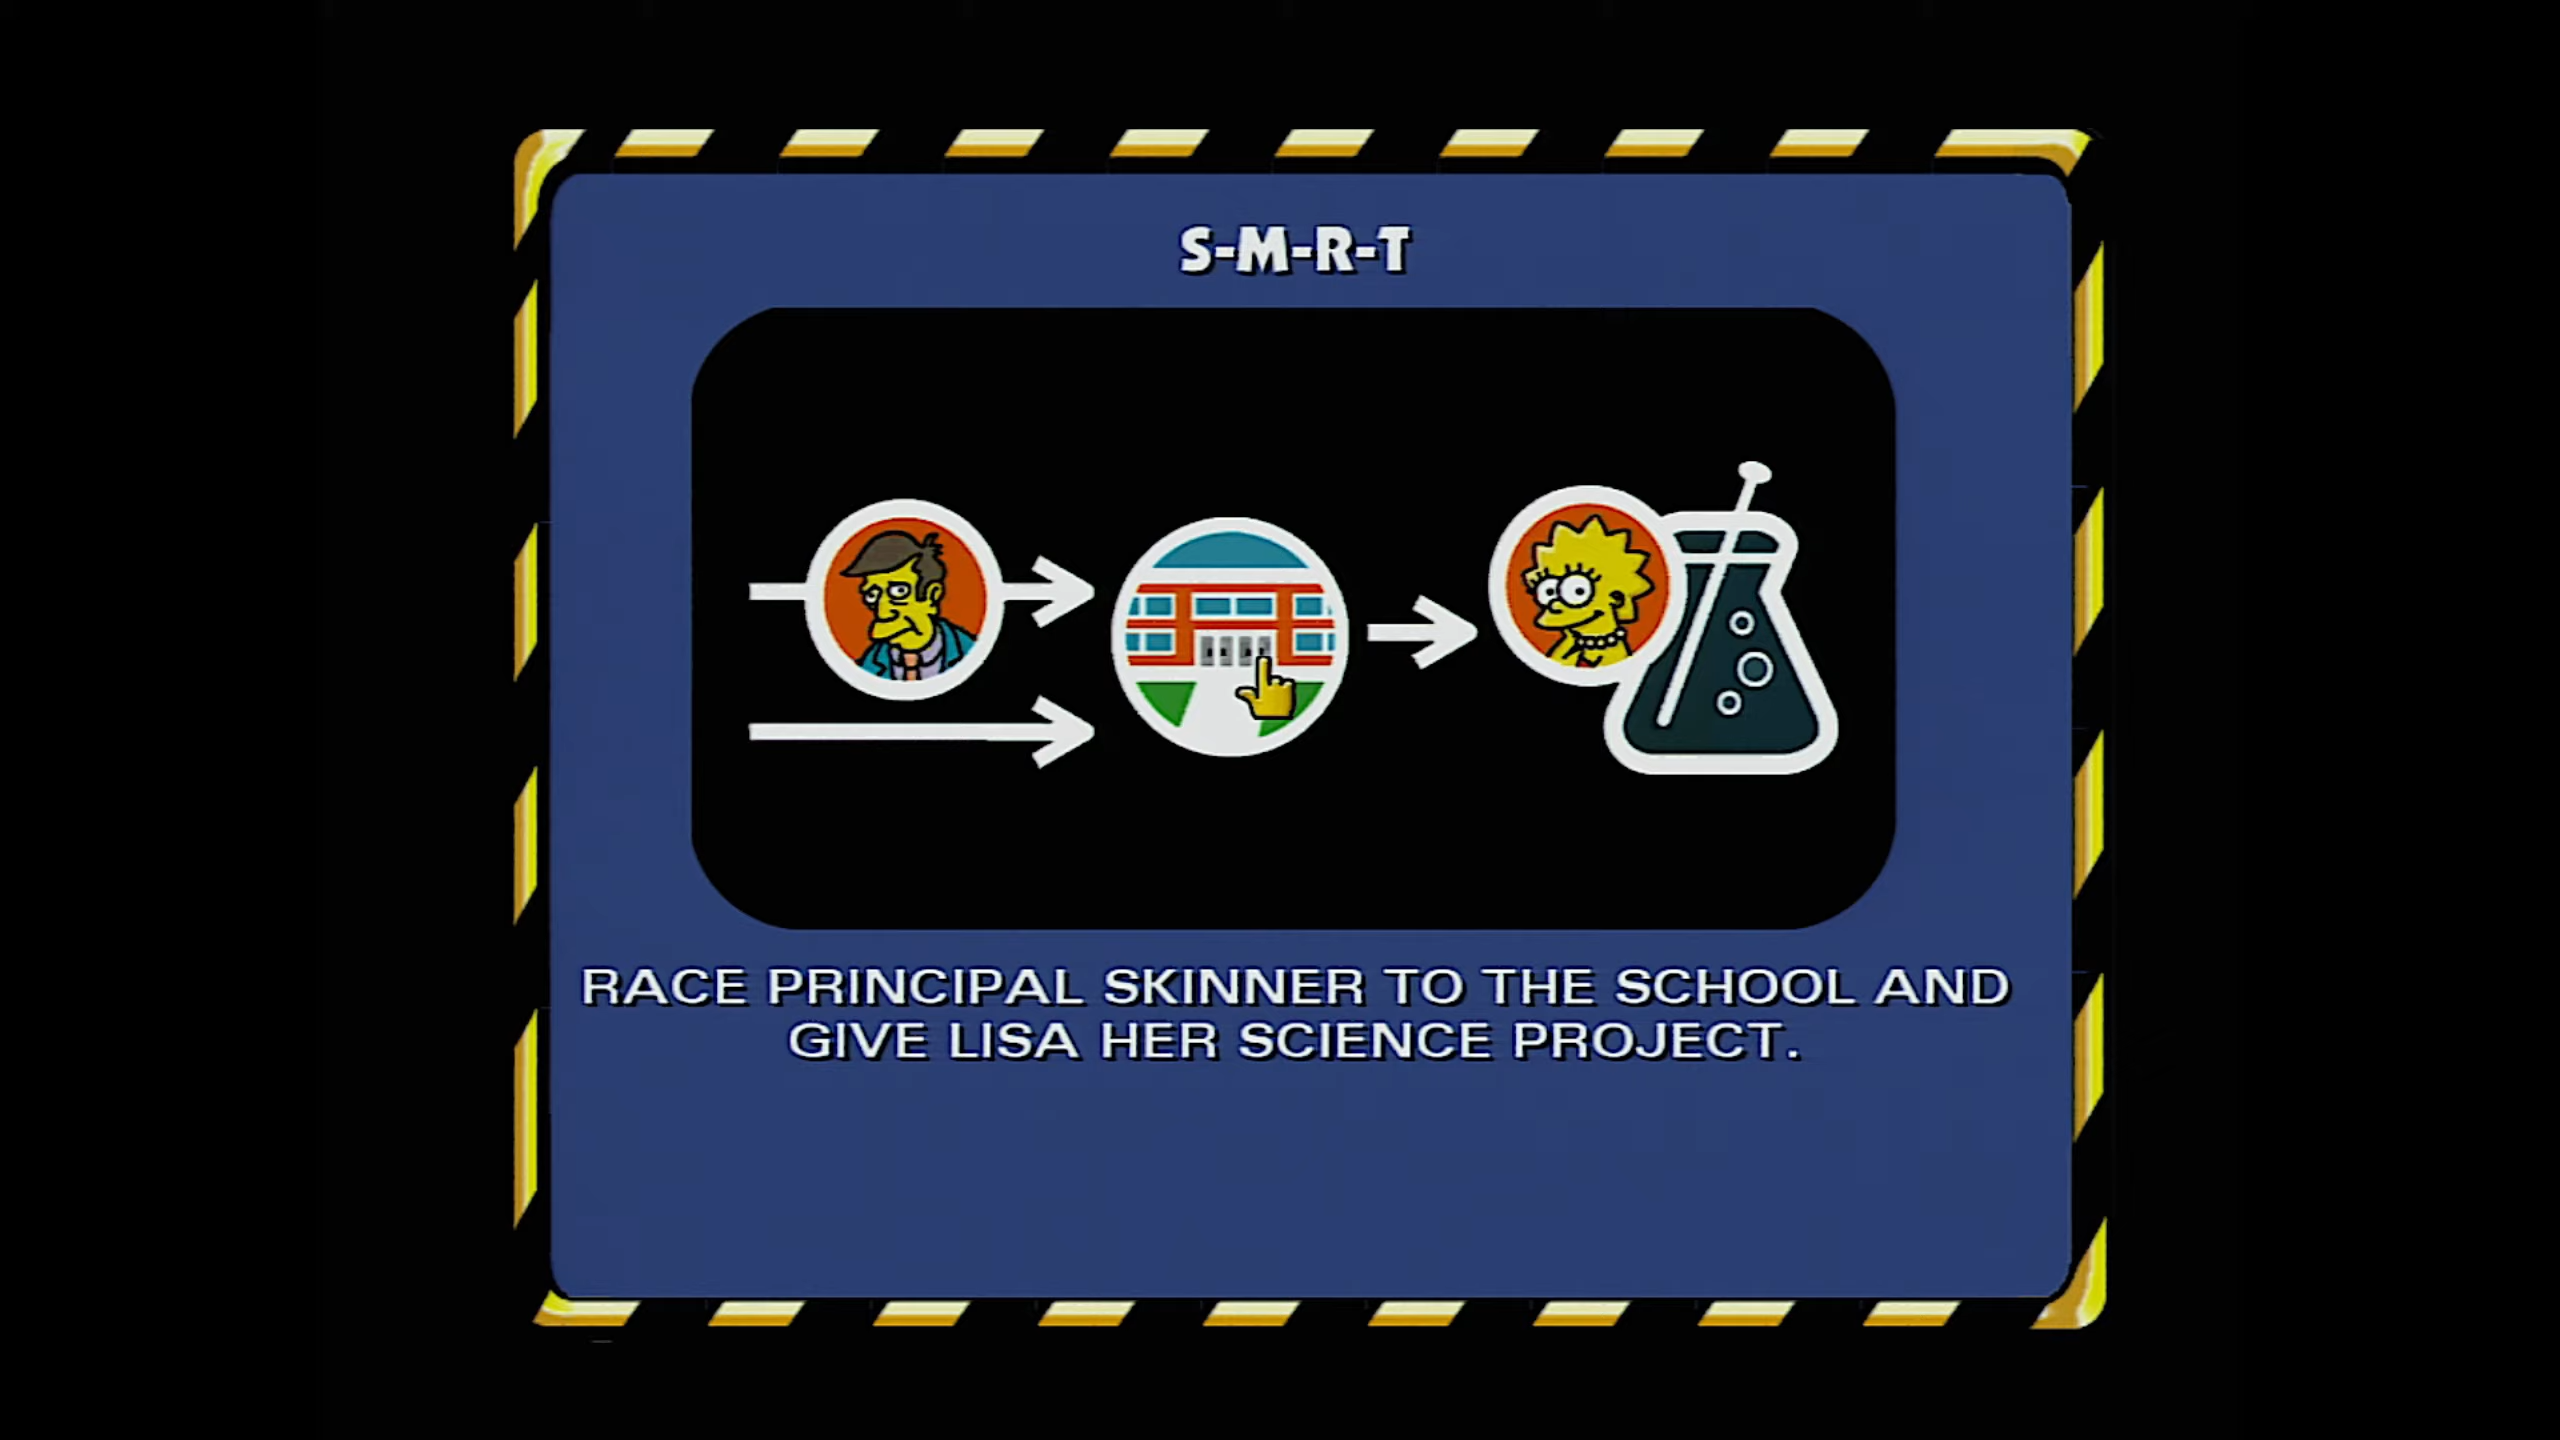 S-M-R-T
RACE PRINCIPAL SKINNER TO THE SCHOOL AND
GIVE LISA HER SCIENCE PROJECT.